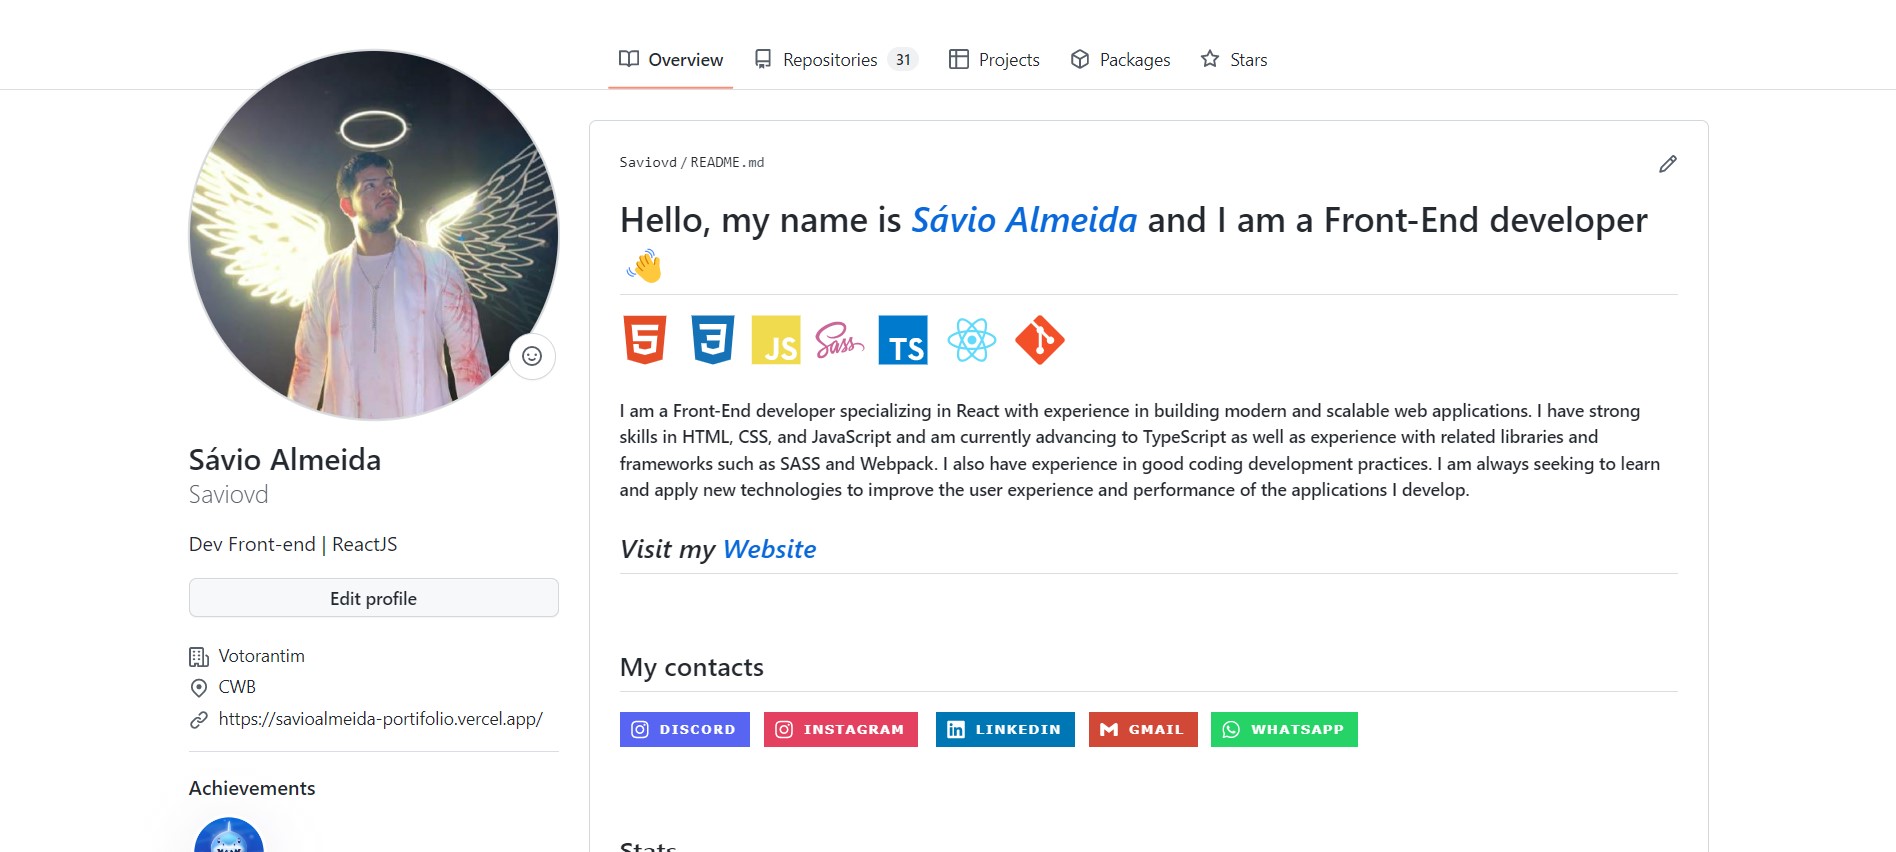 Overview
Repositories 31
Projects
Packages
Stars
Sávio Almeida
Saviovd
Dev Front-end | ReactJS
Edit profile
Votorantim
CWB
https://savioalmeida-portifolio.vercel.app/
Achievements
Saviovd / README.md
Hello, my name is Sávio Almeida and I am a Front-End developer
👋
5
3
JS
Sass
TS
I am a Front-End developer specializing in React with experience in building modern and scalable web applications. I have strong
skills in HTML, CSS, and JavaScript and am currently advancing to TypeScript as well as experience with related libraries and
frameworks such as SASS and Webpack. I also have experience in good coding development practices. I am always seeking to learn
and apply new technologies to improve the user experience and performance of the applications I develop.
Visit my Website
My contacts
DISCORD
INSTAGRAM
in LINKEDIN
GMAIL
WHATSAPP
Stats